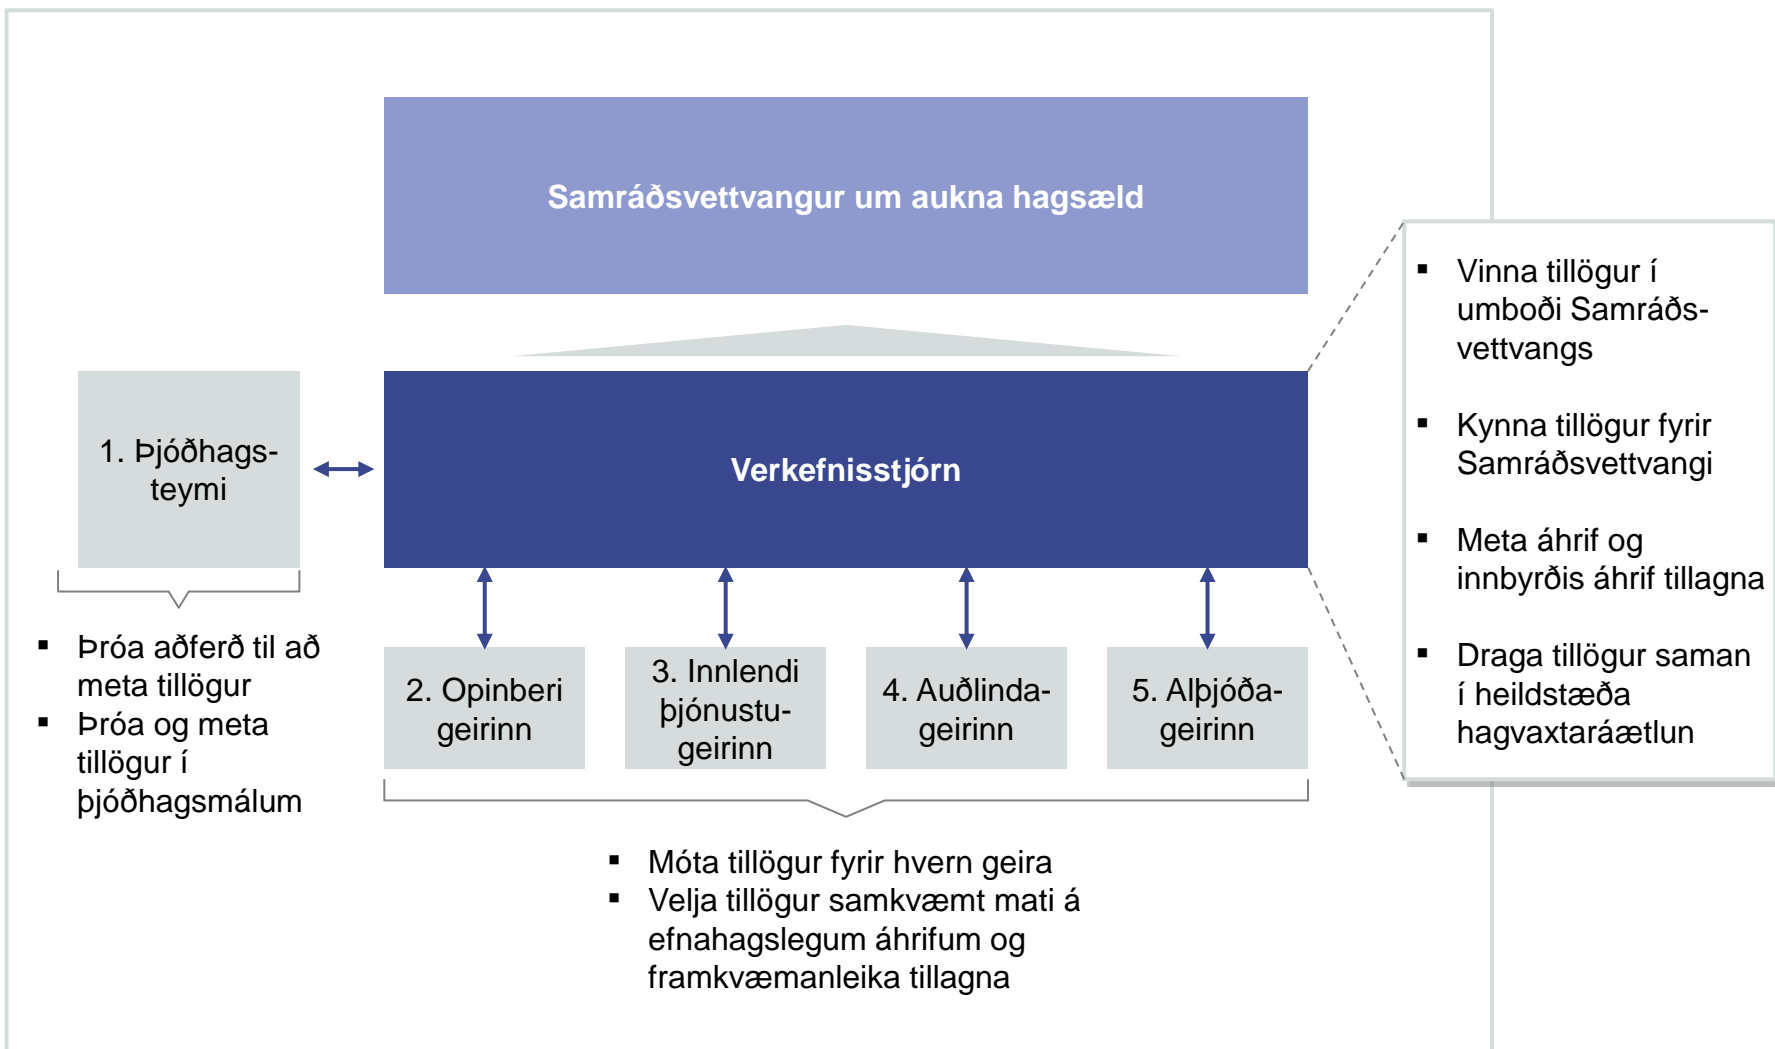 Samráðsvettvangur um aukna hagsæld
1. Þjóðhags-
teymi
Verkefnisstjórn
▪ Vinna tillögur í
umboði Samráðs-
vettvangs
▪ Kynna tillögur fyrir
Samráðsvettvangi
▪ Meta áhrif og
innbyrðis áhrif tillagna
▪ Draga tillögur saman
í heildstæða
hagvaxtaráætlun
▪ Þróa aðferð til að
meta tillögur
▪ Þróa og meta
tillögur í
þjóðhagsmálum
2. Opinberi
geirinn
3. Innlendi
þjónustu-
geirinn
4. Auðlinda-
geirinn
5. Alþjóða-
geirinn
▪ Móta tillögur fyrir hvern geira
▪ Velja tillögur samkvæmt mati á
efnahagslegum áhrifum og
framkvæmanleika tillagna